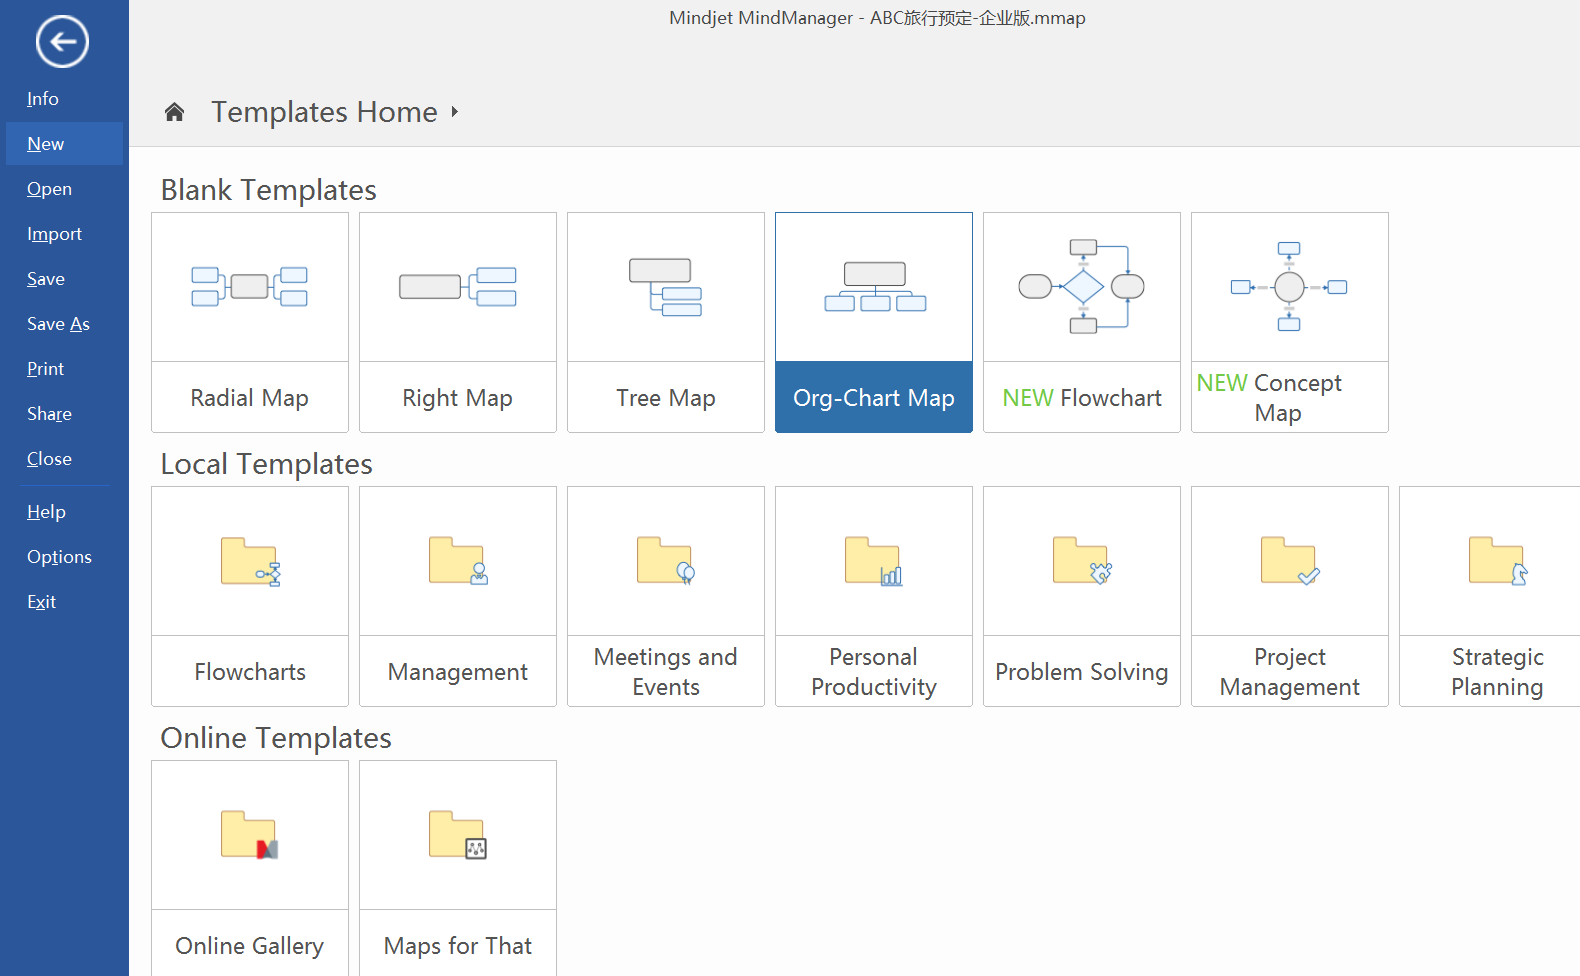 Mindjet MindManager - ABC旅行预定-企业版.mmap
Info
New
Open
Import
Save
Save As
Print
Share
Close
Help
Options
Exit
Templates Home
Blank Templates
Radial Map
Right Map
Tree Map
Org-Chart Map
NEW Flowchart
NEW Concept
Map
Local Templates
Flowcharts
Management
Meetings and
Events
Personal
Productivity
Problem Solving
Project
Management
Strategic
Planning
Online Templates
Online Gallery
Maps for That